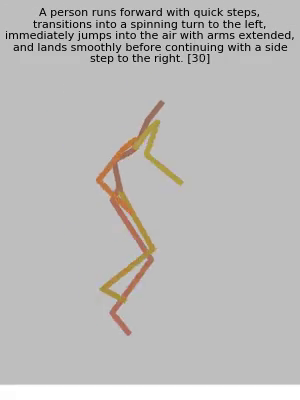 A person runs forward with quick steps,
transitions into a spinning turn to the left,
immediately jumps into the air with arms extended,
and lands smoothly before continuing with a side
step to the right. [30]